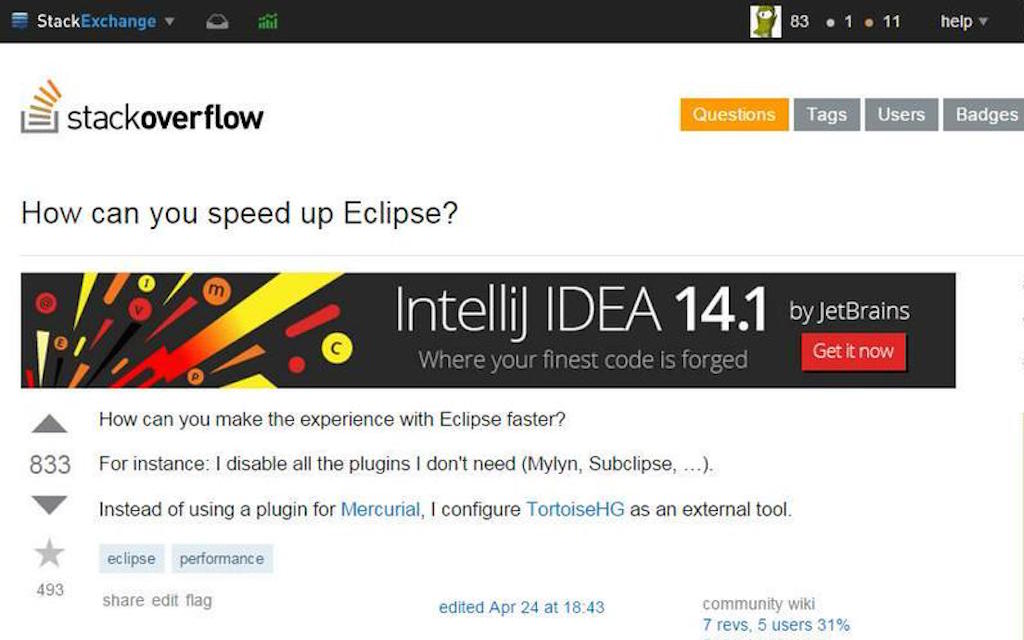 StackExchange 83 1 11 help
stackoverflow
Questions Tags Users Badges
How can you speed up Eclipse?
@ I m V E C P
IntelliJ IDEA 14.1 by JetBrains
Where your finest code is forged Get it now
How can you make the experience with Eclipse faster?
833 For instance: I disable all the plugins I don't need (Mylyn, Subclipse, ...).
Instead of using a plugin for Mercurial, I configure TortoiseHG as an external tool.
eclipse performance
493
share edit flag
edited Apr 24 at 18:43
community wiki
7 revs, 5 users 31%